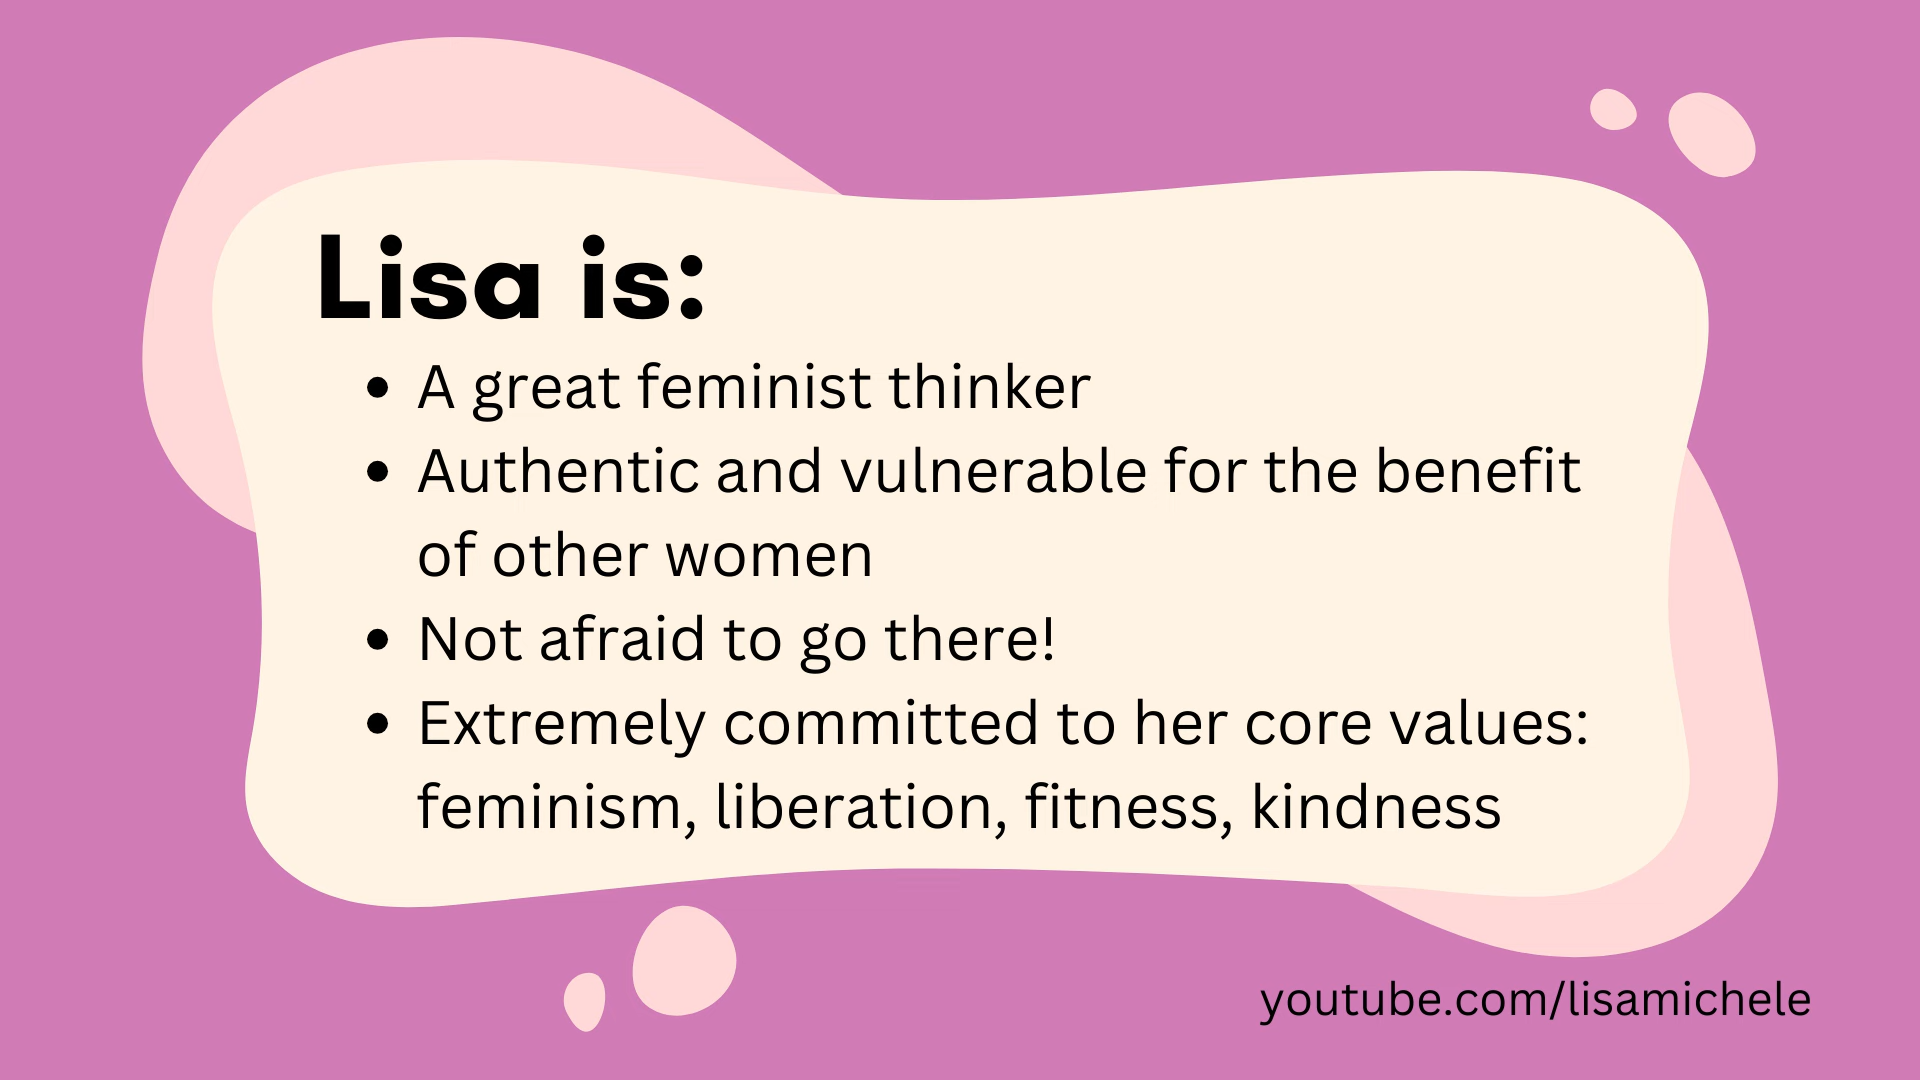 Lisa is:
• A great feminist thinker
• Authentic and vulnerable for the benefit
of other women
• Not afraid to go there!
• Extremely committed to her core values:
feminism, liberation, fitness, kindness
youtube.com/lisamichele